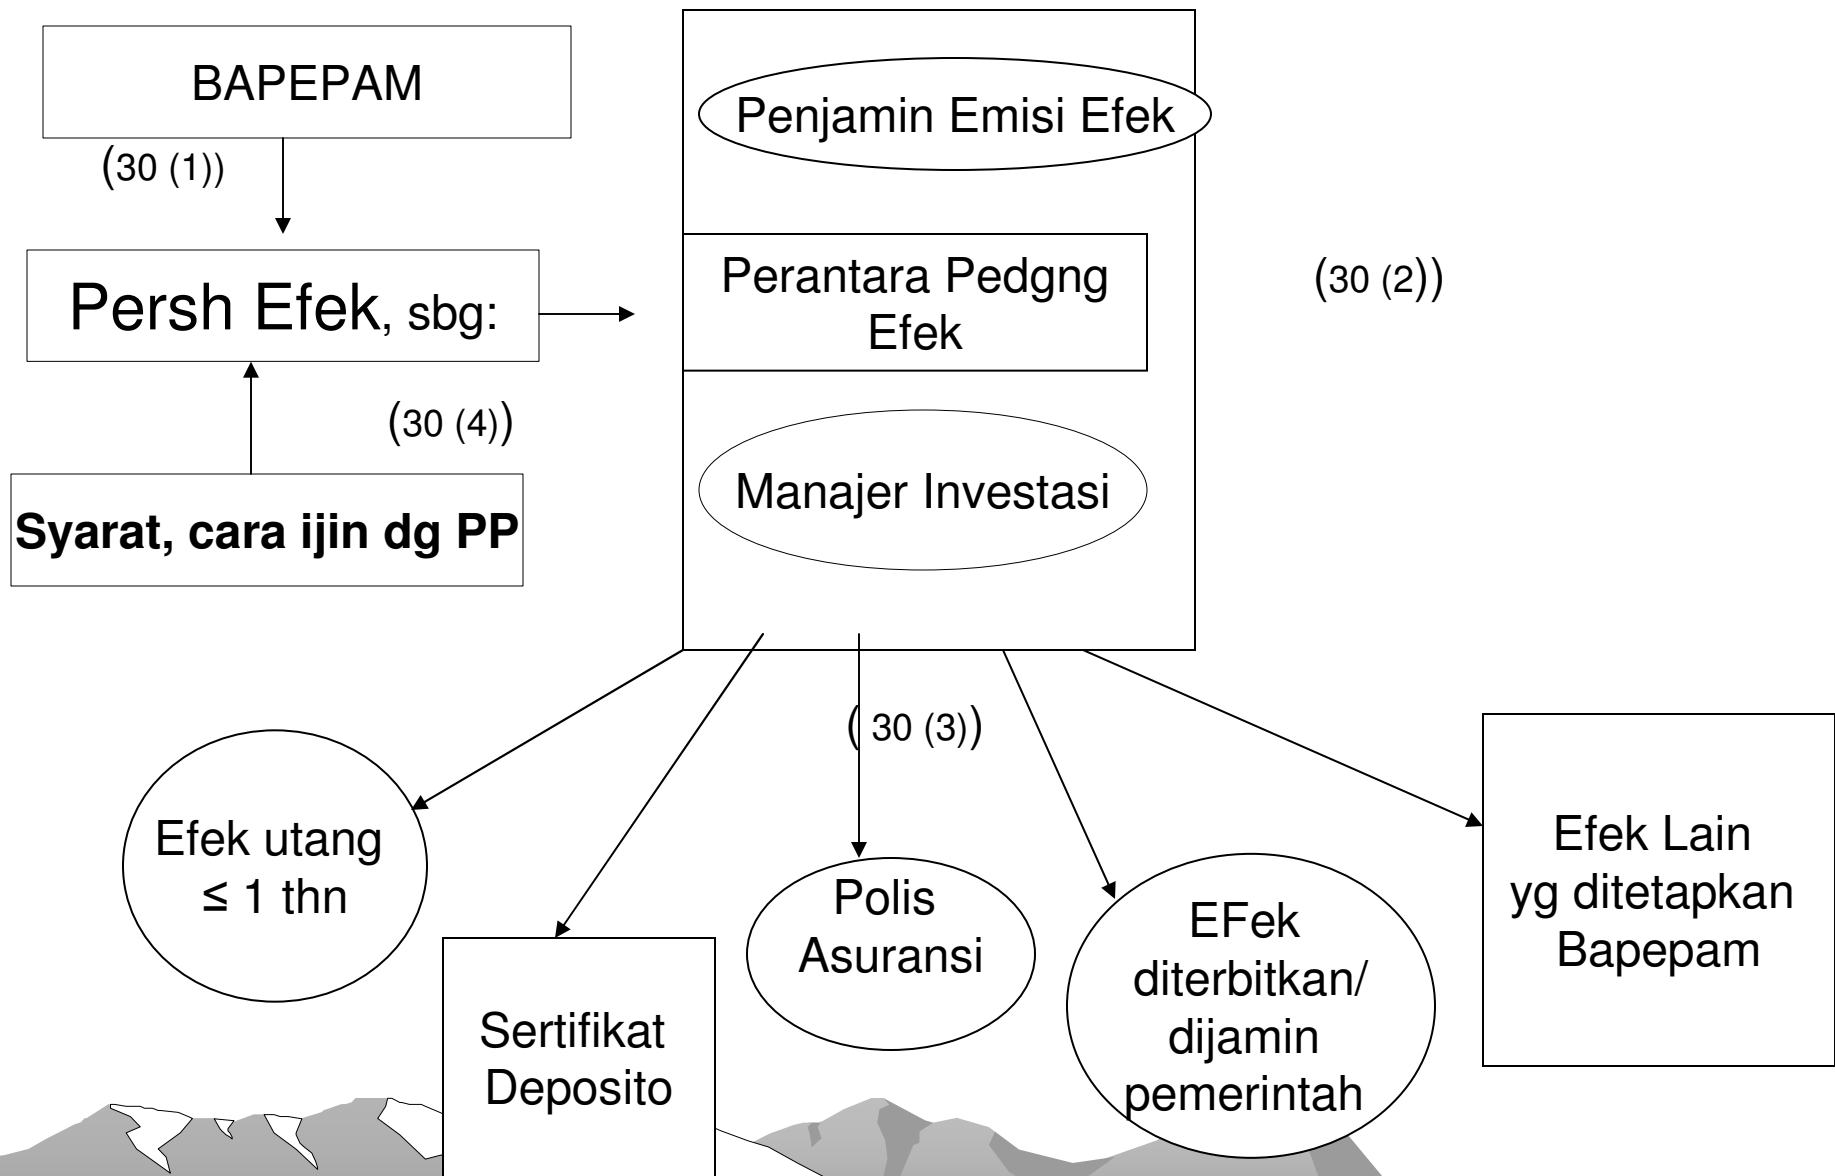 BAPEPAM
(30 (1))
Persh Efek, sbg:
(30 (4))
Syarat, cara ijin dg PP
Penjamin Emisi Efek
Perantara Pedgng
Efek
Manajer Investasi
(30 (2))
( 30 (3))
Efek utang
≤ 1 thn
Sertifikat
Deposito
Polis
Asuransi
EFek
diterbitkan/
dijamin
pemerintah
Efek Lain
yg ditetapkan
Bapepam